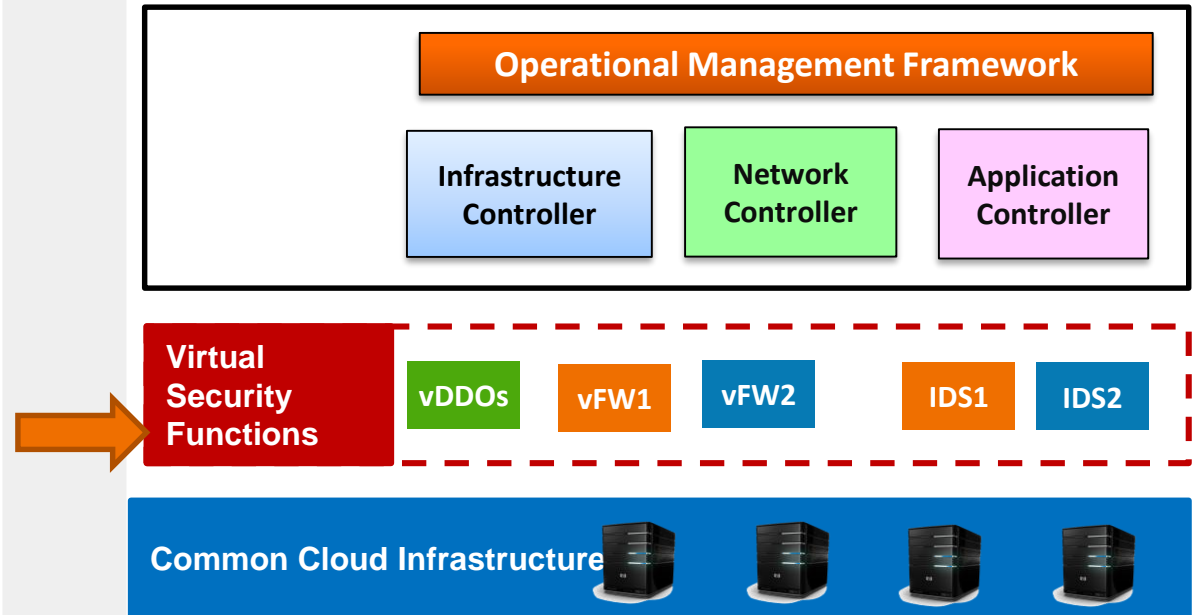 Operational Management Framework
Infrastructure
Controller
Network
Controller
Application
Controller
Virtual
Security
Functions
vDDOs
vFW1
vFW2
IDS1
IDS2
Common Cloud Infrastructure